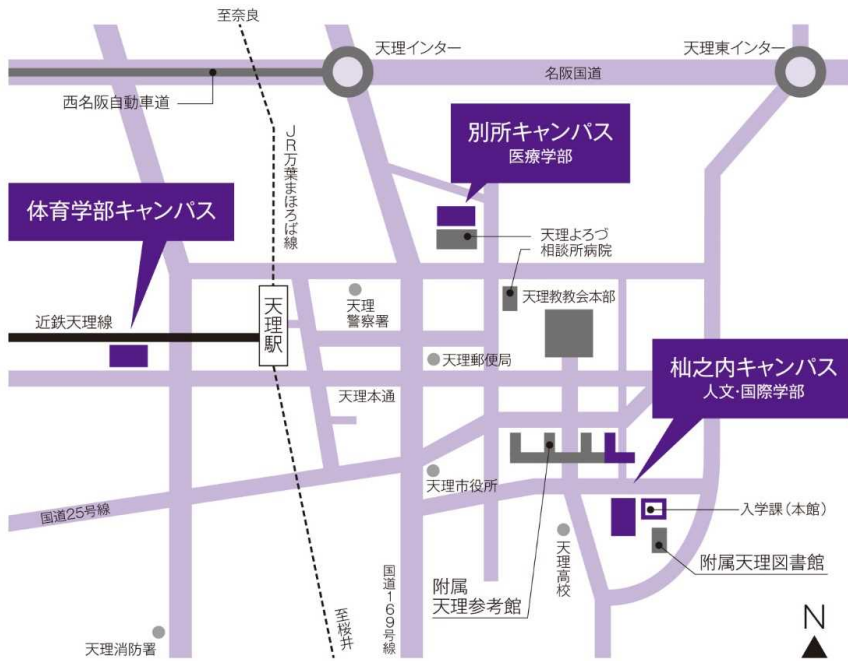 至奈良
天理インター
天理東インター
名阪国道
西名阪自動車道
別所キャンパス
医療学部
JR万葉まほろば線
体育学部キャンパス
天理よろづ
相談所病院
天理
警察署
天理教教会本部
近鉄天理線
天理駅
天理郵便局
杣之内キャンパス
人文・国際学部
天理本通
天理市役所
国道25号線
入学課(本館)
天理高校
附属天理図書館
附属
天理参考館
国道169号線
至桜井
天理消防署
N